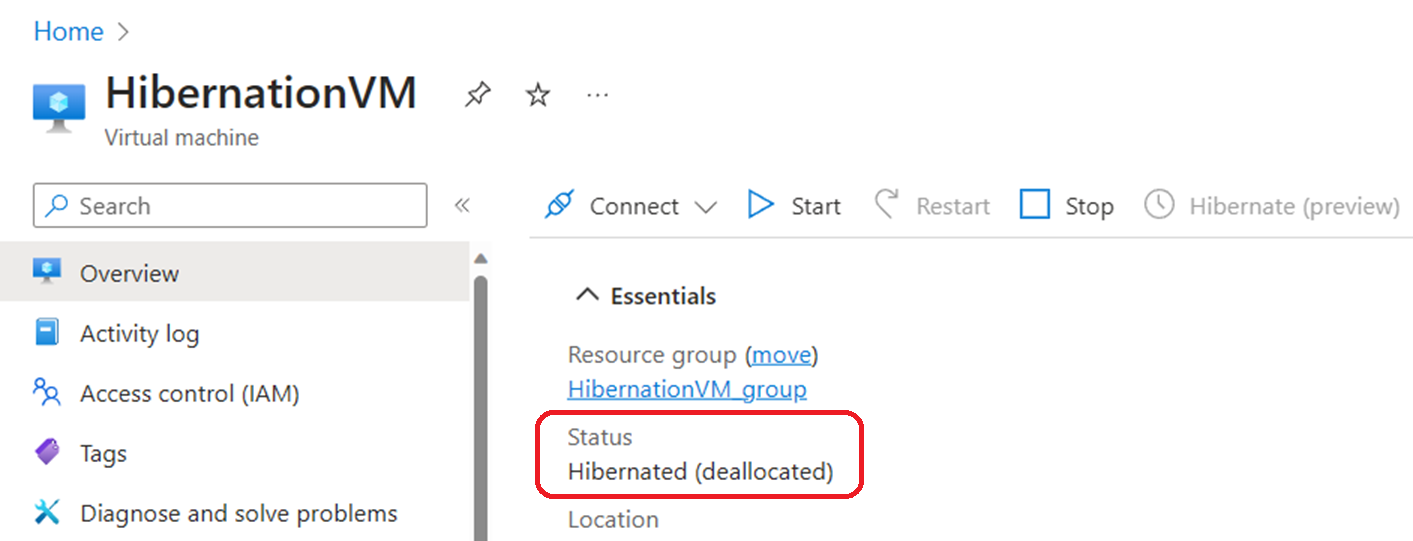 Home
HibernationVM
Virtual machine
Search
Connect Start Restart Stop Hibernate (preview)
Overview
Activity log
Access control (IAM)
Tags
Diagnose and solve problems
Essentials
Resource group (move)
HibernationVM_group
Status
Hibernated (deallocated)
Location